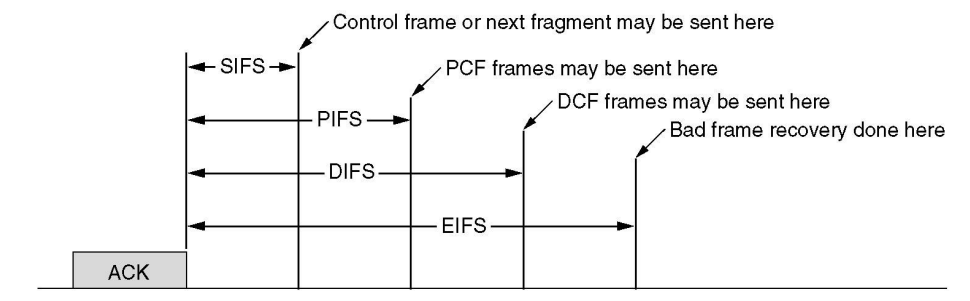 Control frame or next fragment may be sent here
SIFS
PCF frames may be sent here
DCF frames may be sent here
PIFS
Bad frame recovery done here
DIFS
EIFS
ACK